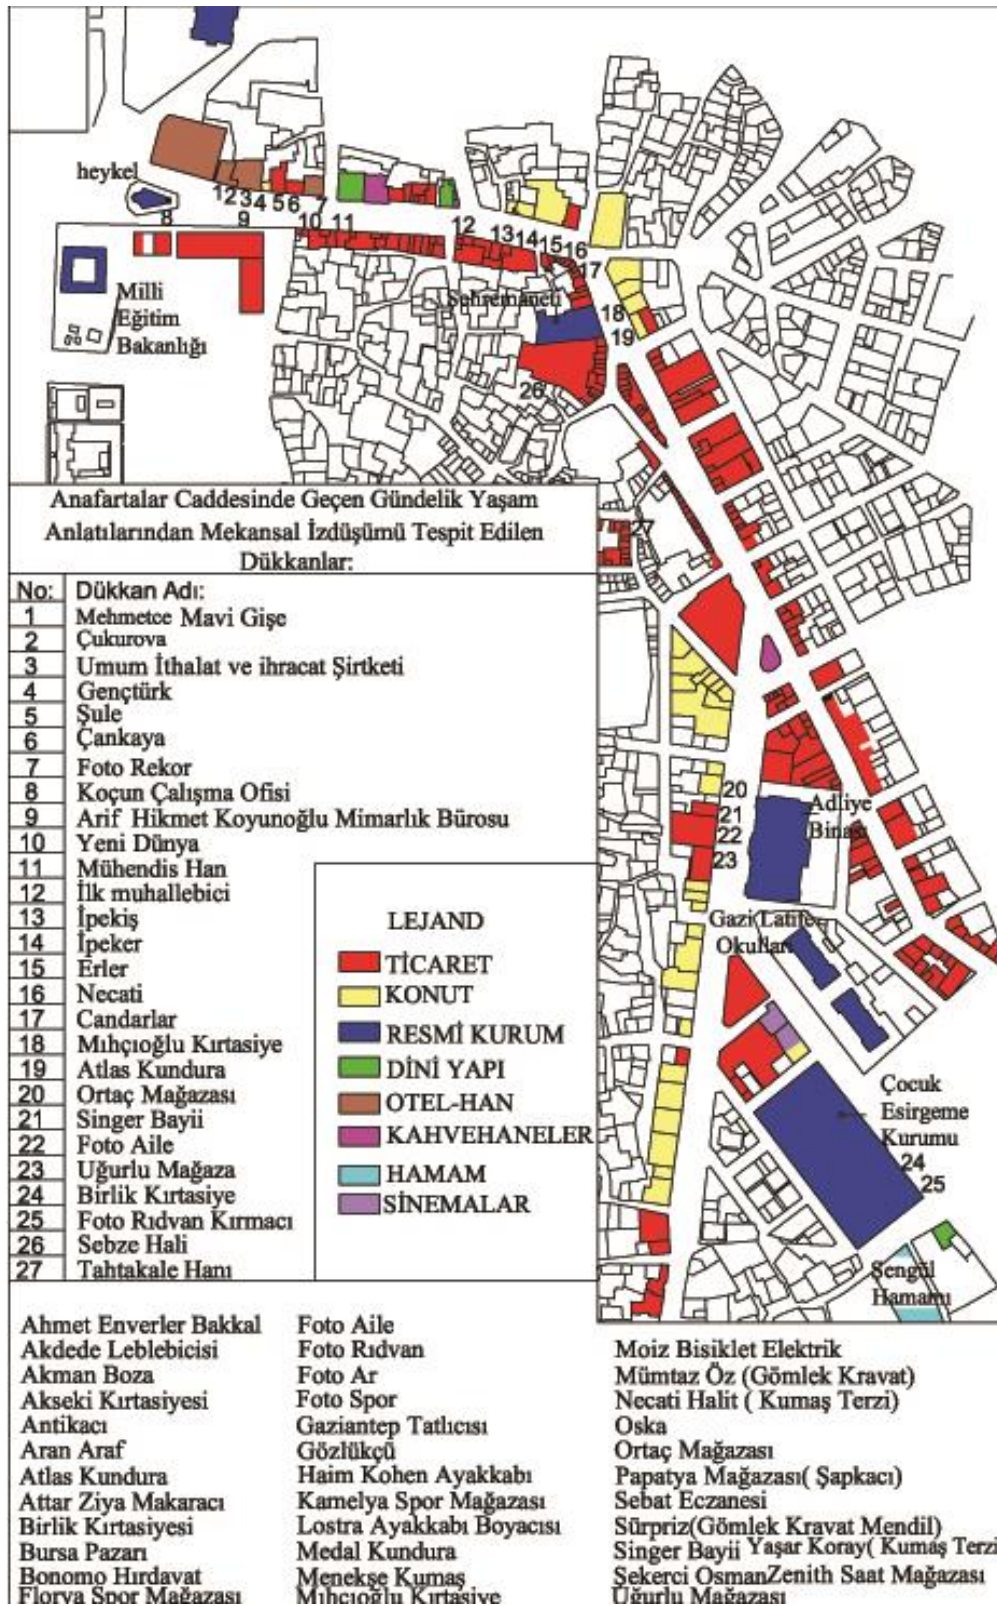 heykel
1 2 3 4 5 6 7
8 9 10 11 12 13 14 15 16 17
Milli
Eğitim
Bakanlığı
Şehremaneti
18
19
26
27
Anafartalar Caddesinde Geçen Gündelik Yaşam
Anlatılarından Mekansal İzdüşümü Tespit Edilen
Dükkanlar:
No: Dükkan Adı:
1 Mehmetce Mavi Gişe
2 Çukurova
3 Umum İthalat ve ihracat Şirtketi
4 Gençtürk
5 Şule
6 Çankaya
7 Foto Rekor
8 Koçun Çalışma Ofisi
9 Arif Hikmet Koyunoğlu Mimarlık Bürosu
10 Yeni Dünya
11 Mühendis Han
12 İlk muhallebici
13 İpekiş
14 İpeker
15 Erler
16 Necati
17 Candarlar
18 Mıhçıoğlu Kırtasiye
19 Atlas Kundura
20 Ortaç Mağazası
21 Singer Bayii
22 Foto Aile
23 Uğurlu Mağaza
24 Birlik Kırtasiye
25 Foto Rıdvan Kırmacı
26 Sebze Hali
27 Tahtakale Hanı
LEJAND
TİCARET
KONUT
RESMİ KURUM
DİNİ YAPI
OTEL-HAN
KAHVEHANELER
HAMAM
SİNEMALAR
20
21
22
23
Adliye
Binası
Gazi Latife
Okulları
Çocuk
Esirgeme
Kurumu
24
25
Şengül
Hamamı
Ahmet Enverler Bakkal
Akdede Leblebicisi
Akman Boza
Akseki Kırtasiyesi
Antikacı
Aran Araf
Atlas Kundura
Attar Ziya Makaracı
Birlik Kırtasiyesi
Bursa Pazarı
Bonomo Hırdavat
Florya Spor Mağazası
Foto Aile
Foto Rıdvan
Foto Ar
Foto Spor
Gaziantep Tatlıcısı
Gözlükçü
Haim Kohen Ayakkabı
Kamelya Spor Mağazası
Lostra Ayakkabı Boyacısı
Medal Kundura
Menekşe Kumaş
Mıhçıoğlu Kırtasiye
Moiz Bisiklet Elektrik
Mümtaz Öz (Gömlek Kravat)
Necati Halit ( Kumaş Terzi)
Oska
Ortaç Mağazası
Papatya Mağazası( Şapkacı)
Sebat Eczanesi
Sürpriz(Gömlek Kravat Mendil)
Singer Bayii Yaşar Koray( Kumaş Terzi
Şekerci OsmanZenith Saat Mağazası
Uğurlu Mağazası